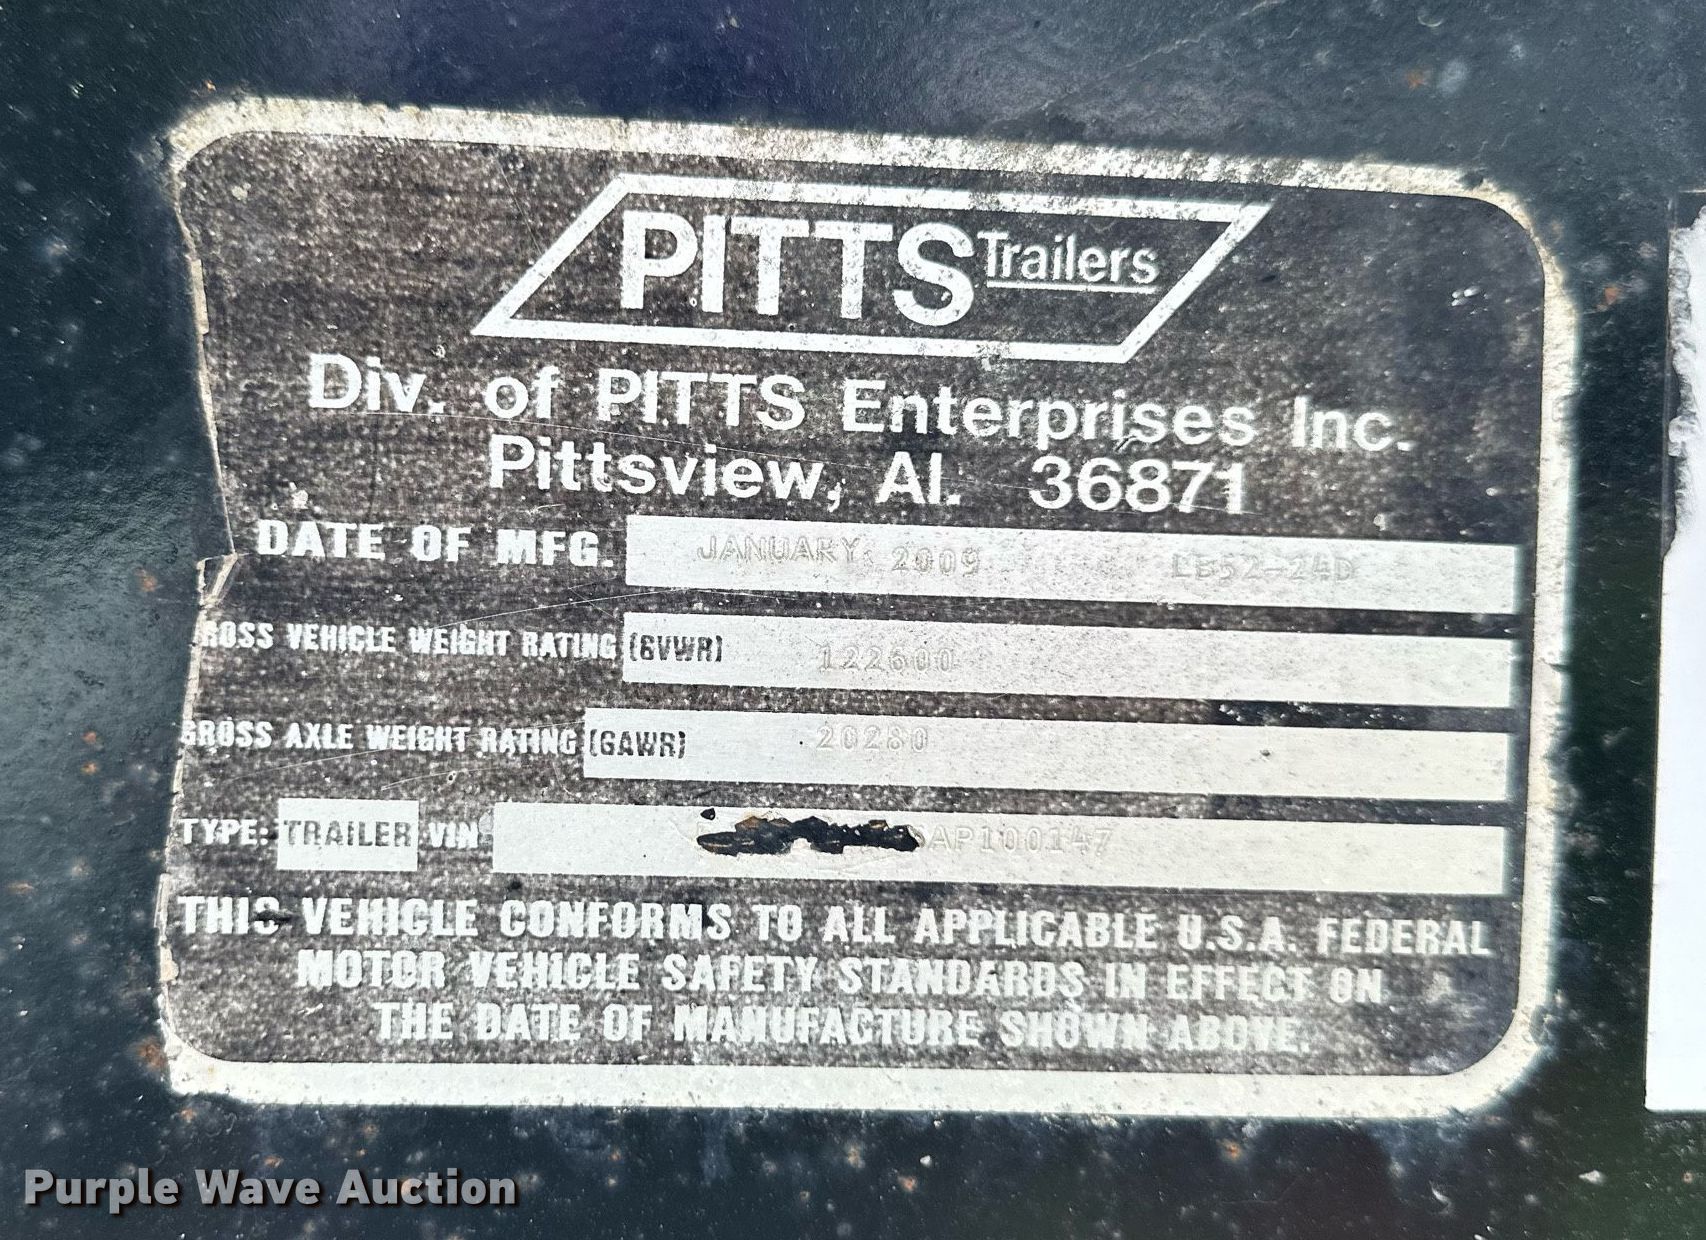 PITTS Trailers
Div. of PITTS Enterprises Inc.
Pittsview, Al. 36871
DATE OF MFG. JANUARY, 2009 LB52-24D
GROSS VEHICLE WEIGHT RATING (GVWR) 122600
GROSS AXLE WEIGHT RATING (GAWR) 20280
TYPE: TRAILER VIN AP100147
THIS VEHICLE CONFORMS TO ALL APPLICABLE U.S.A. FEDERAL
MOTOR VEHICLE SAFETY STANDARDS IN EFFECT ON
THE DATE OF MANUFACTURE SHOWN ABOVE.
Purple Wave Auction